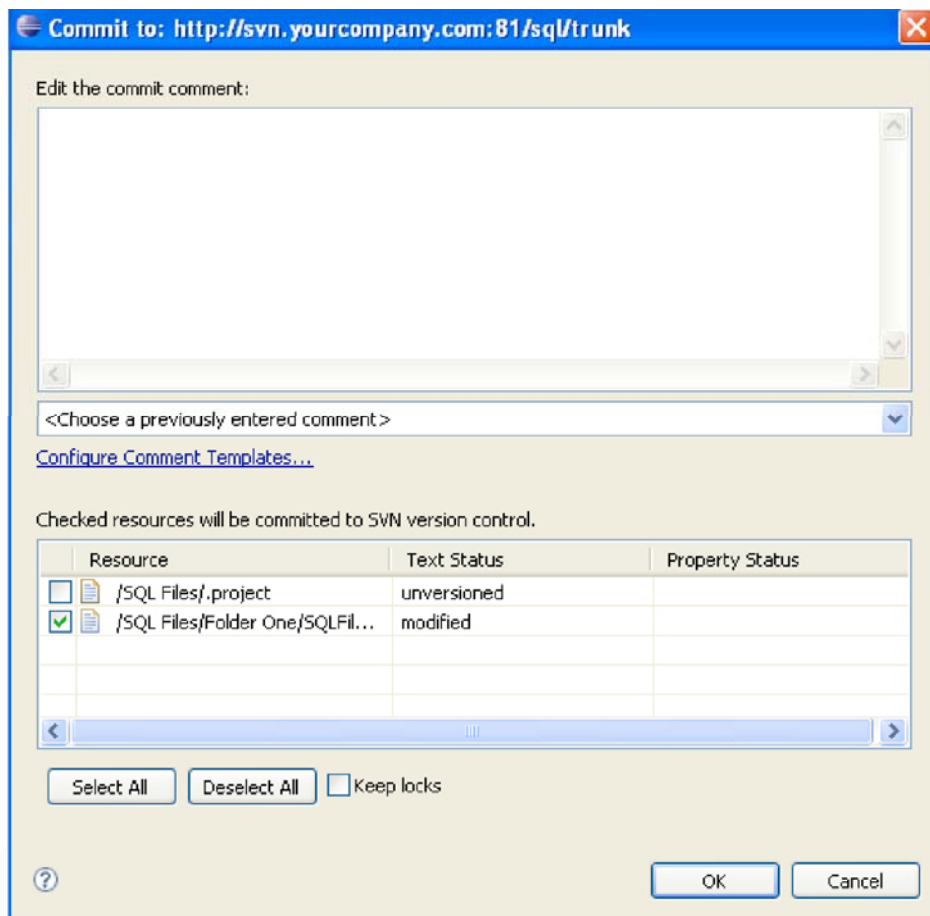 Commit to: http://svn.yourcompany.com:81/sql/trunk
Edit the commit comment:
<Choose a previously entered comment>
Configure Comment Templates...
Checked resources will be committed to SVN version control.
Resource Text Status Property Status
/SQL Files/.project unversioned
/SQL Files/Folder One/SQLFil... modified
Select All Deselect All Keep locks
OK Cancel